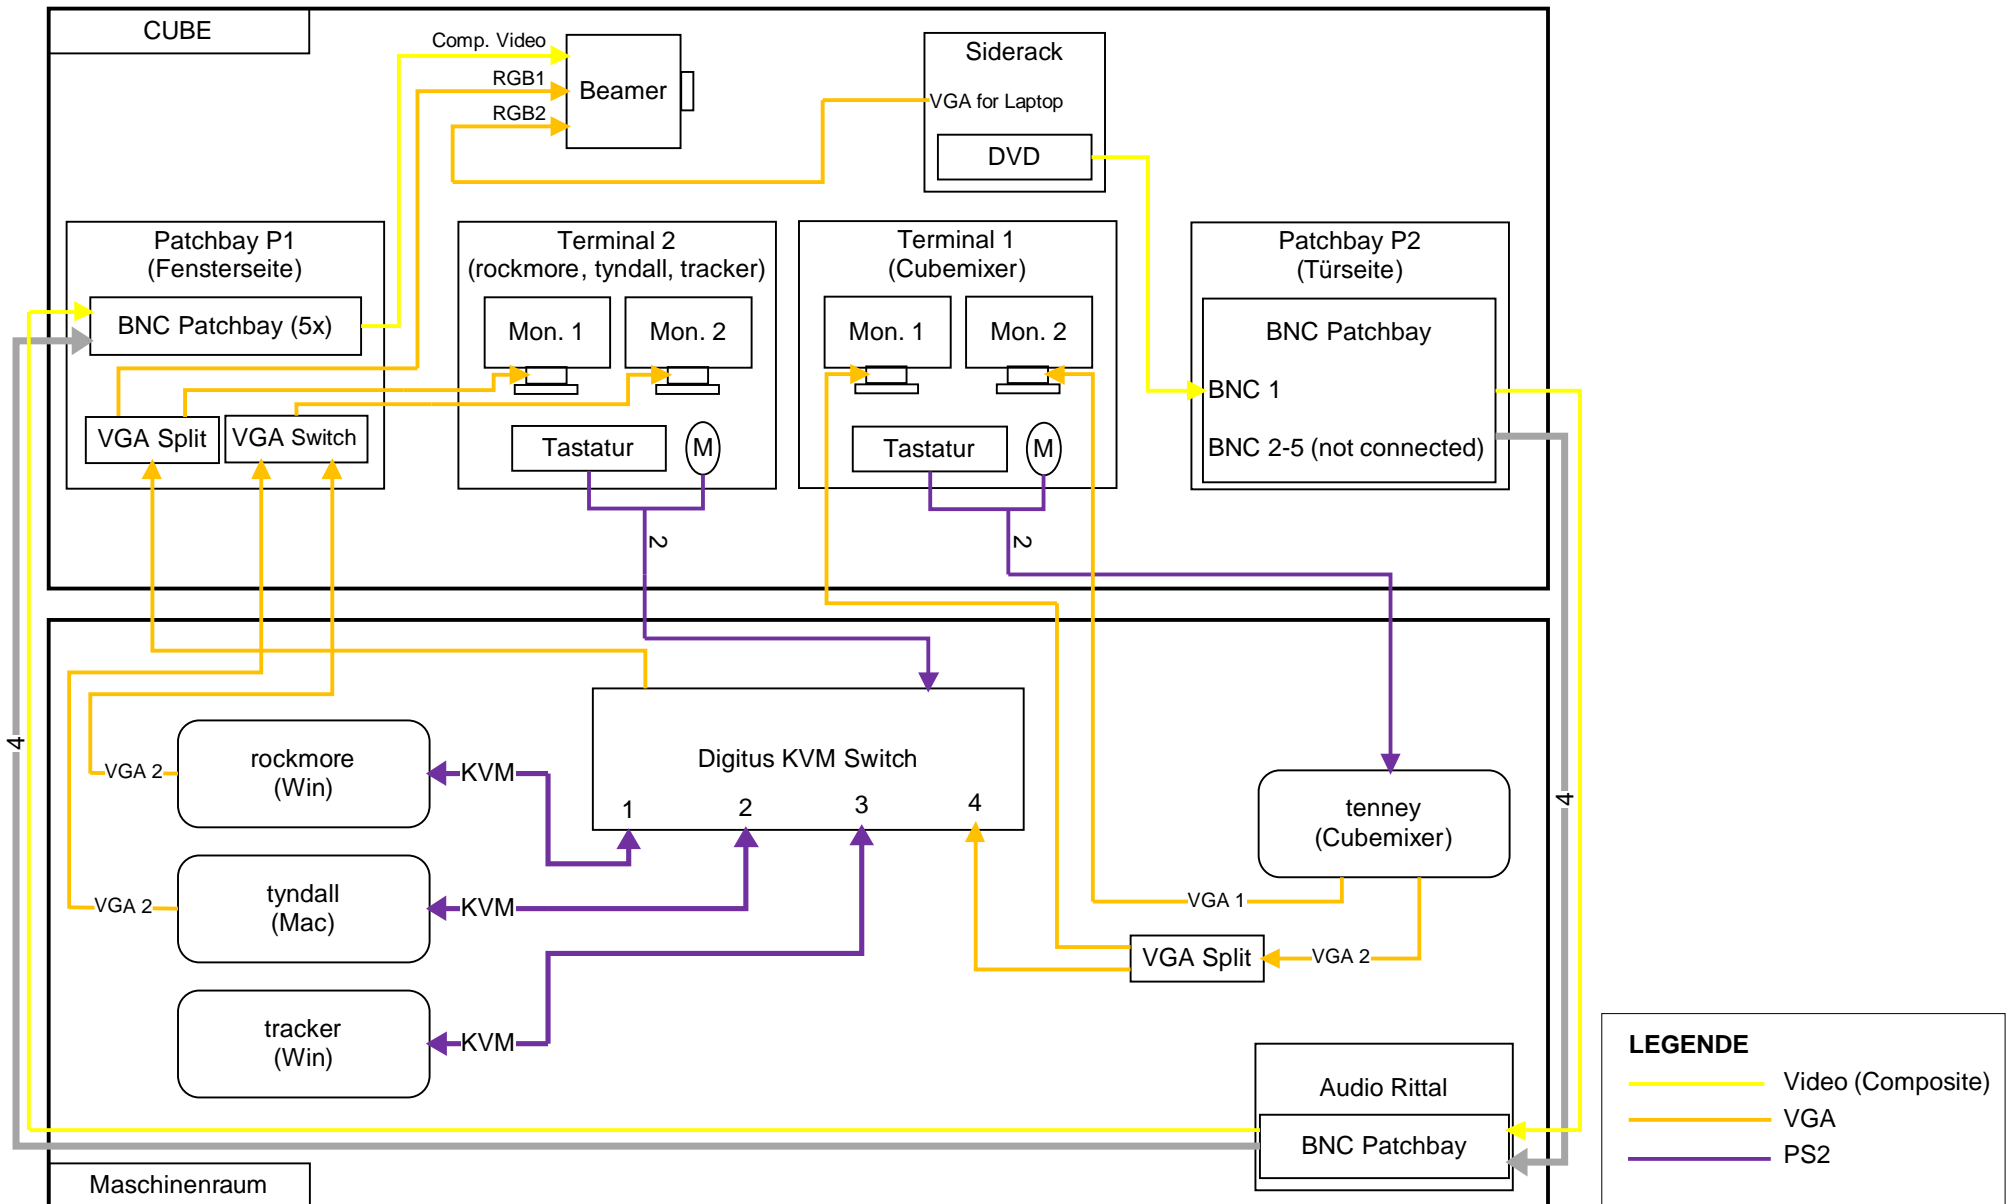 CUBE
Comp. Video
RGB1
RGB2
Beamer
Siderack
VGA for Laptop
DVD
Patchbay P1
(Fensterseite)
BNC Patchbay (5x)
VGA Split
VGA Switch
Terminal 2
(rockmore, tyndall, tracker)
Mon. 1
Mon. 2
Tastatur
M
2
Terminal 1
(Cubemixer)
Mon. 1
Mon. 2
Tastatur
M
2
Patchbay P2
(Türseite)
BNC Patchbay
BNC 1
BNC 2-5 (not connected)
4
4
Digitus KVM Switch
1
2
3
4
VGA 2
rockmore
(Win)
KVM
VGA 2
tyndall
(Mac)
KVM
tracker
(Win)
KVM
tenney
(Cubemixer)
VGA 1
VGA Split
VGA 2
Audio Rittal
BNC Patchbay
Maschinenraum
LEGENDE
Video (Composite)
VGA
PS2